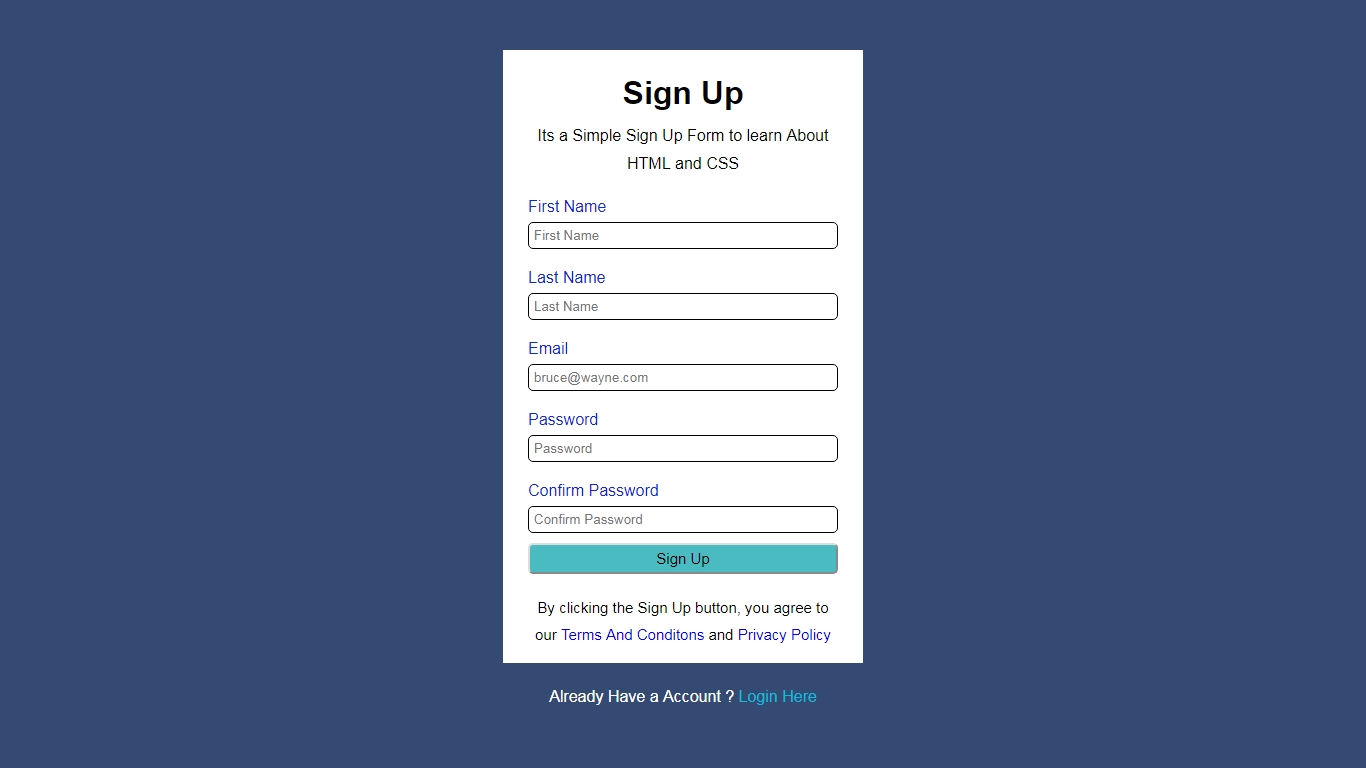 Sign Up
Its a Simple Sign Up Form to learn About
HTML and CSS
First Name
First Name
Last Name
Last Name
Email
bruce@wayne.com
Password
Password
Confirm Password
Confirm Password
Sign Up
By clicking the Sign Up button, you agree to
our Terms And Conditons and Privacy Policy
Already Have a Account ? Login Here